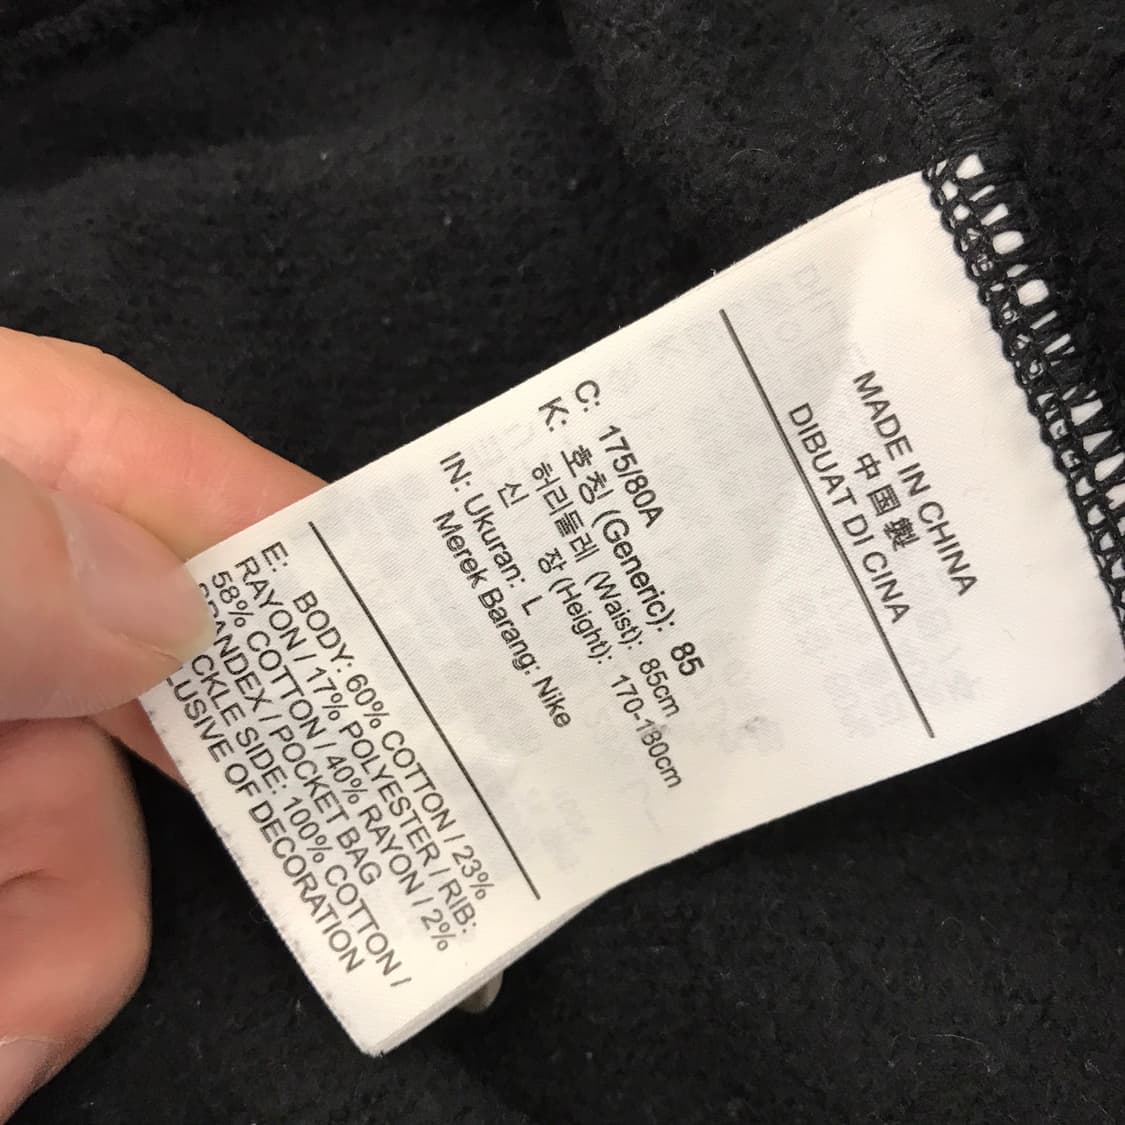 MADE IN CHINA
中国製
DIBUAT DI CINA
C: 175/80A
K: 호칭 (Generic): 85
허리둘레 (Waist): 85cm
신 장 (Height): 170-180cm
IN: Ukuran: L
Merek Barang: Nike
E: BODY: 60% COTTON / 23%
RAYON / 17% POLYESTER / RIB:
58% COTTON / 40% RAYON / 2%
SPANDEX / POCKET BAG
SIDE: 100% COTTON /
OF DECORATION